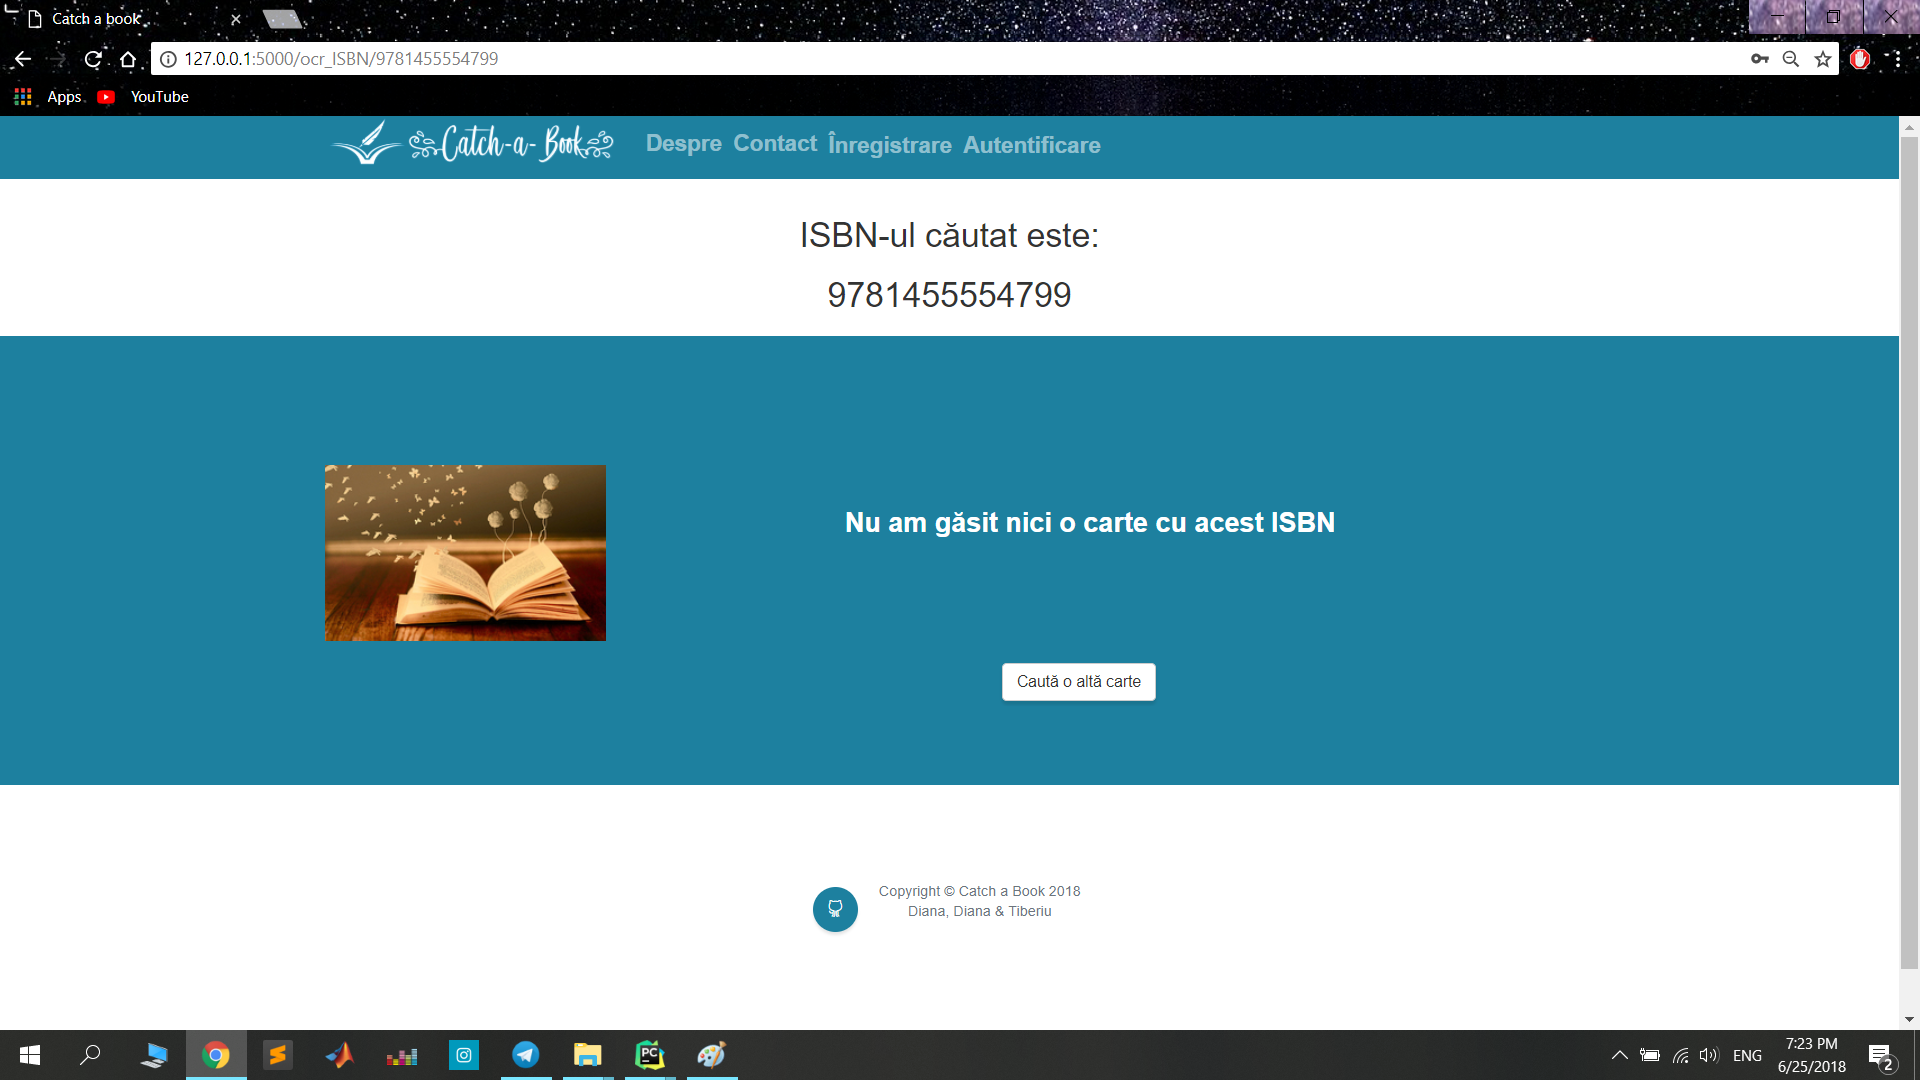 Catch a book
127.0.0.1:5000/ocr_ISBN/9781455554799
Apps YouTube
Catch-a-Book Despre Contact Înregistrare Autentificare
ISBN-ul căutat este:
9781455554799
Nu am găsit nici o carte cu acest ISBN
Caută o altă carte
Copyright © Catch a Book 2018
Diana, Diana & Tiberiu
PC
ENG
7:23 PM
6/25/2018
2